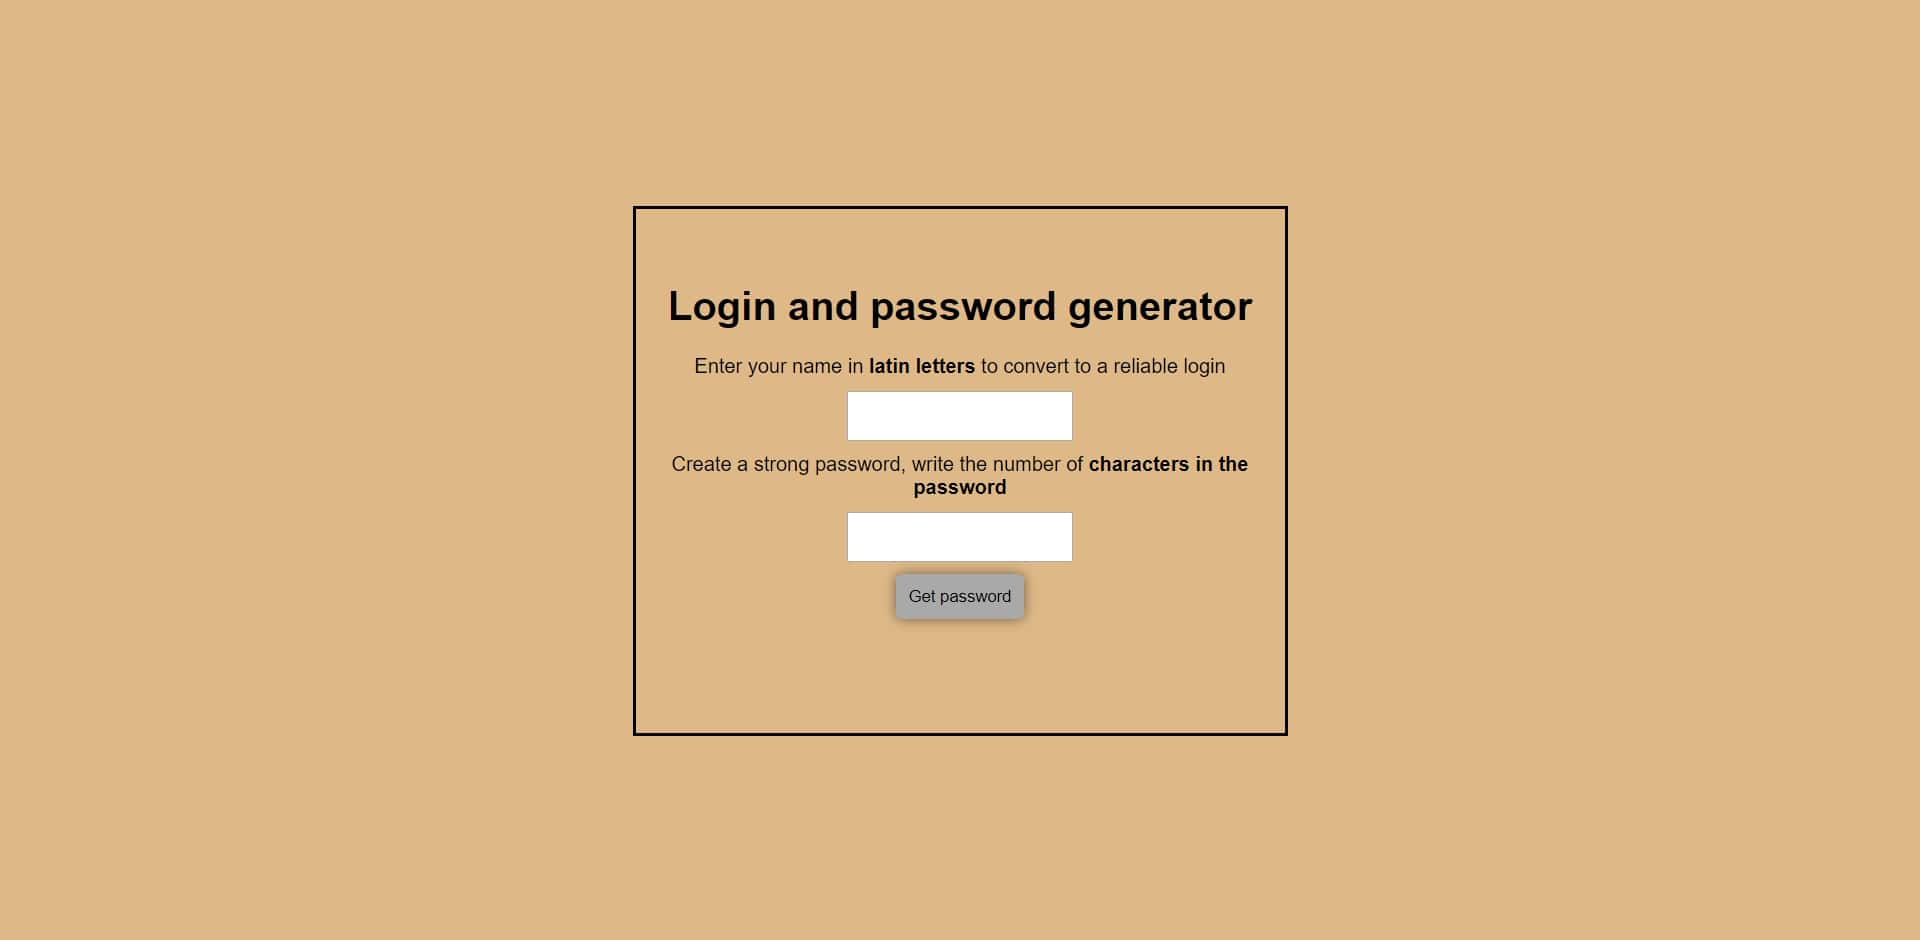 Login and password generator
Enter your name in latin letters to convert to a reliable login
Create a strong password, write the number of characters in the
password
Get password